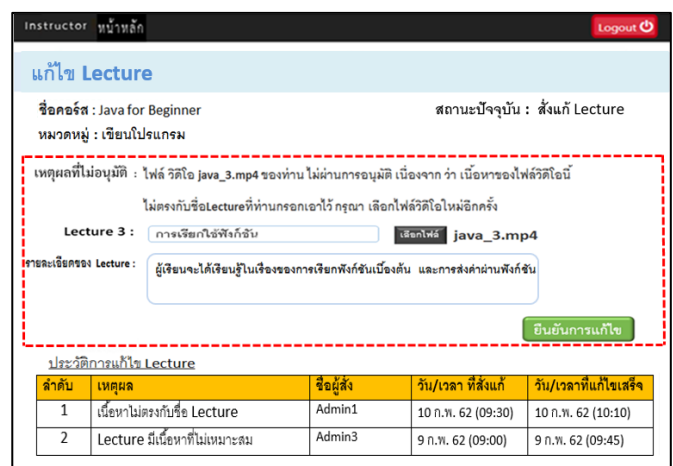 Instructor หน้าหลัก Logout
แก้ไข Lecture
ชื่อคอร์ส : Java for Beginner สถานะปัจจุบัน : สั่งแก้ Lecture
หมวดหมู่ : เขียนโปรแกรม
เหตุผลที่ไม่อนุมัติ : ไฟล์ วิดีโอ java_3.mp4 ของท่าน ไม่ผ่านการอนุมัติ เนื่องจาก ว่า เนื้อหาของไฟล์วิดีโอนี้
ไม่ตรงกับชื่อLectureที่ท่านกรอกเอาไว้ กรุณา เลือกไฟล์วิดีโอใหม่อีกครั้ง
Lecture 3 : การเรียกใช้ฟังก์ชัน เลือกไฟล์ java_3.mp4
รายละเอียดของ Lecture : ผู้เรียนจะได้เรียนรู้ในเรื่องของการเรียกฟังก์ชันเบื้องต้น และการส่งค่าผ่านฟังก์ชัน
ยืนยันการแก้ไข
ประวัติการแก้ไข Lecture
ลำดับ เหตุผล ชื่อผู้สั่ง วัน/เวลา ที่สั่งแก้ วัน/เวลาที่แก้ไขเสร็จ
1 เนื้อหาไม่ตรงกับชื่อ Lecture Admin1 10 ก.พ. 62 (09:30) 10 ก.พ. 62 (10:10)
2 Lecture มีเนื้อหาที่ไม่เหมาะสม Admin3 9 ก.พ. 62 (09:00) 9 ก.พ. 62 (09:45)